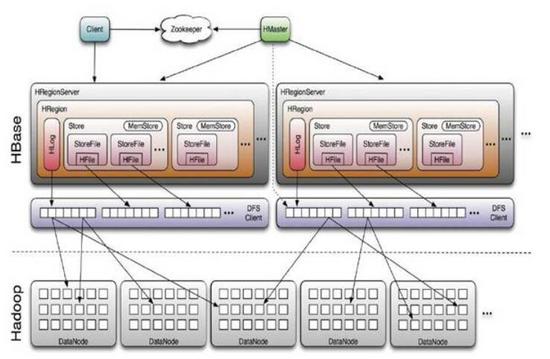 Client
Zookeeper
HMaster
HBase
HRegionServer
HRegion
HLog
Store
MemStore
StoreFile
HFile
StoreFile
HFile
...
Store
MemStore
StoreFile
HFile
...
...
HRegionServer
HRegion
HLog
Store
MemStore
StoreFile
HFile
StoreFile
HFile
...
Store
MemStore
StoreFile
HFile
...
...
...
...
DFS
Client
...
DFS
Client
Hadoop
DataNode
DataNode
DataNode
DataNode
DataNode
...